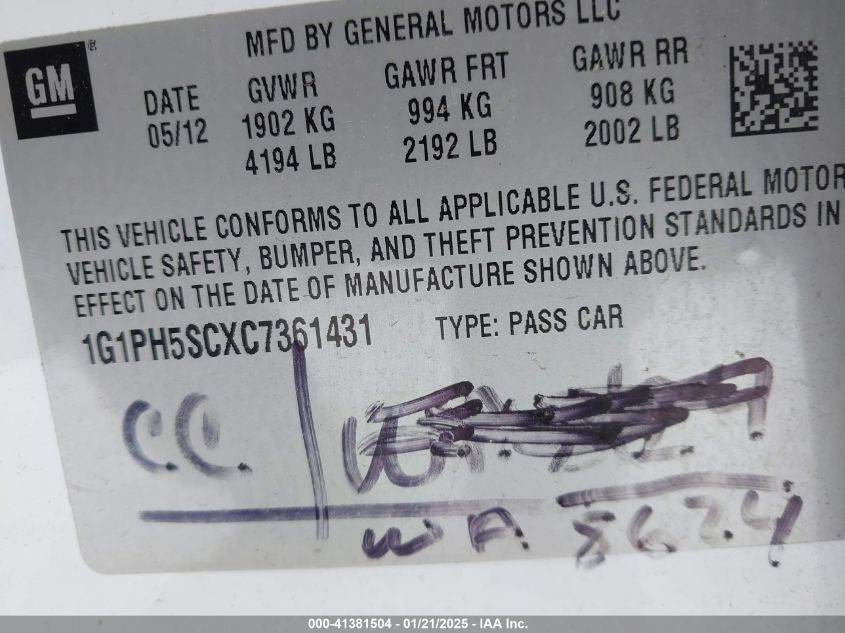 MFD BY GENERAL MOTORS LLC
GM ®
DATE GVWR GAWR FRT GAWR RR
05/12 1902 KG 994 KG 908 KG
4194 LB 2192 LB 2002 LB
THIS VEHICLE CONFORMS TO ALL APPLICABLE U.S. FEDERAL MOTOR
VEHICLE SAFETY, BUMPER, AND THEFT PREVENTION STANDARDS IN
EFFECT ON THE DATE OF MANUFACTURE SHOWN ABOVE.
1G1PH5SCXC7361431 TYPE: PASS CAR
C.C.
WA 8624
000-41381504 - 01/21/2025 - IAA Inc.